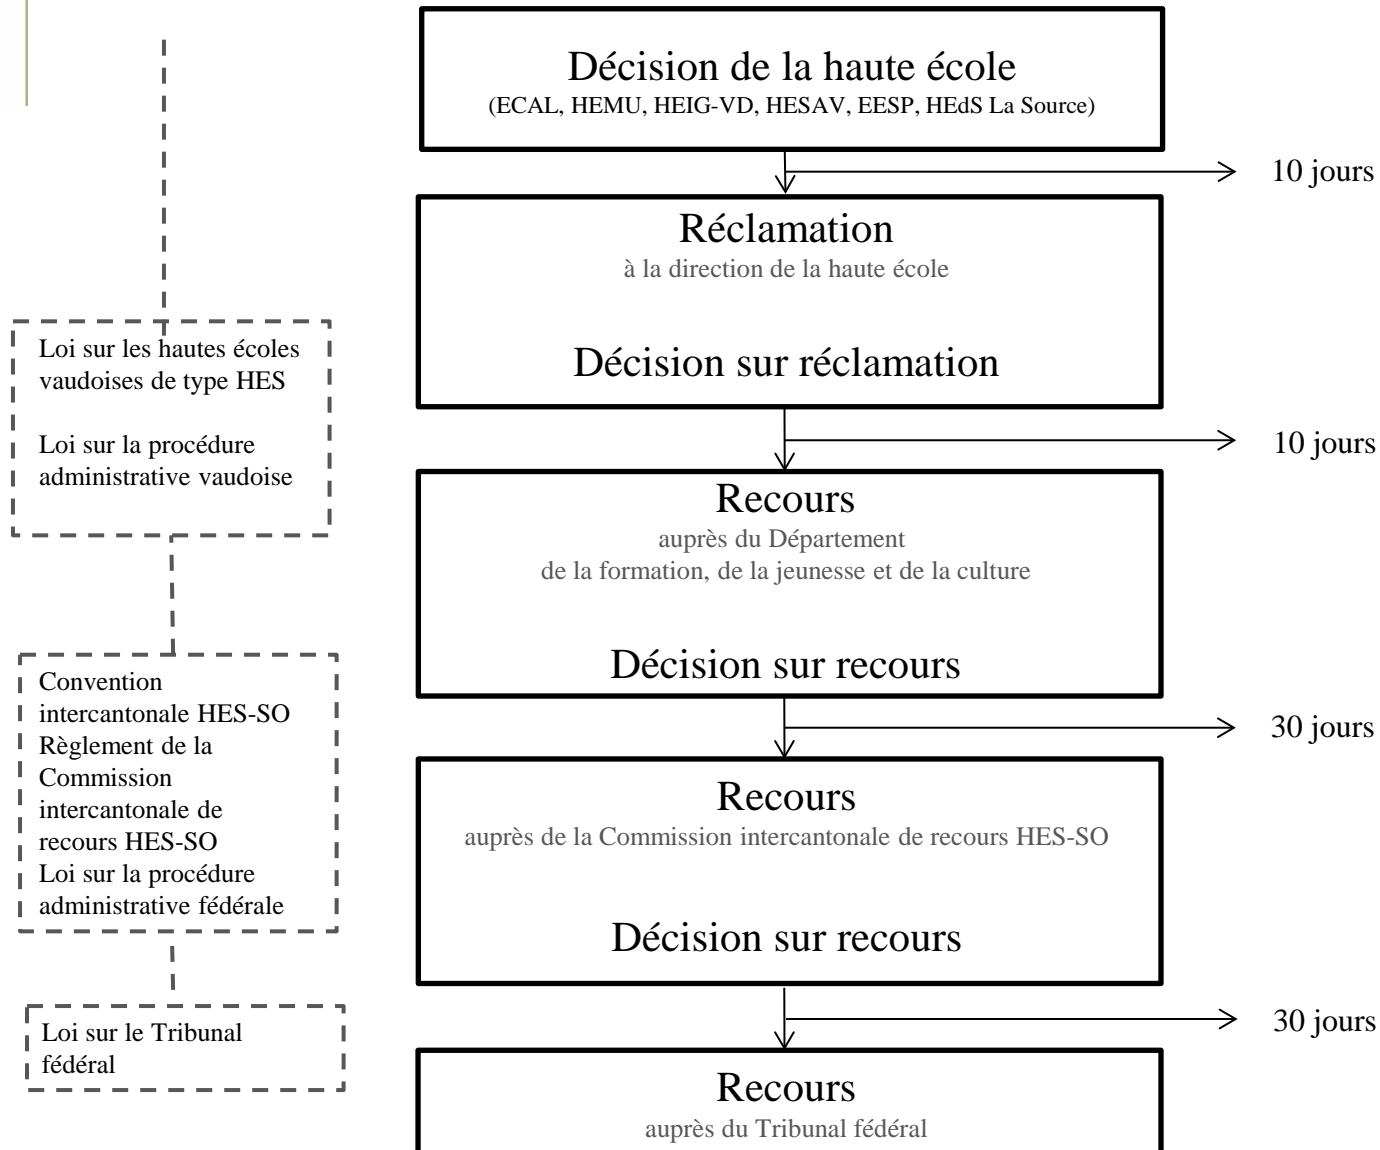 Décision de la haute école
(ECAL, HEMU, HEIG-VD, HESAV, EESP, HEdS La Source)
10 jours
Réclamation
à la direction de la haute école
Décision sur réclamation
10 jours
Recours
auprès du Département
de la formation, de la jeunesse et de la culture
Décision sur recours
30 jours
Recours
auprès de la Commission intercantonale de recours HES-SO
Décision sur recours
30 jours
Recours
auprès du Tribunal fédéral
Loi sur les hautes écoles
vaudoises de type HES
Loi sur la procédure
administrative vaudoise
Convention
intercantonale HES-SO
Règlement de la
Commission
intercantonale de
recours HES-SO
Loi sur la procédure
administrative fédérale
Loi sur le Tribunal
fédéral